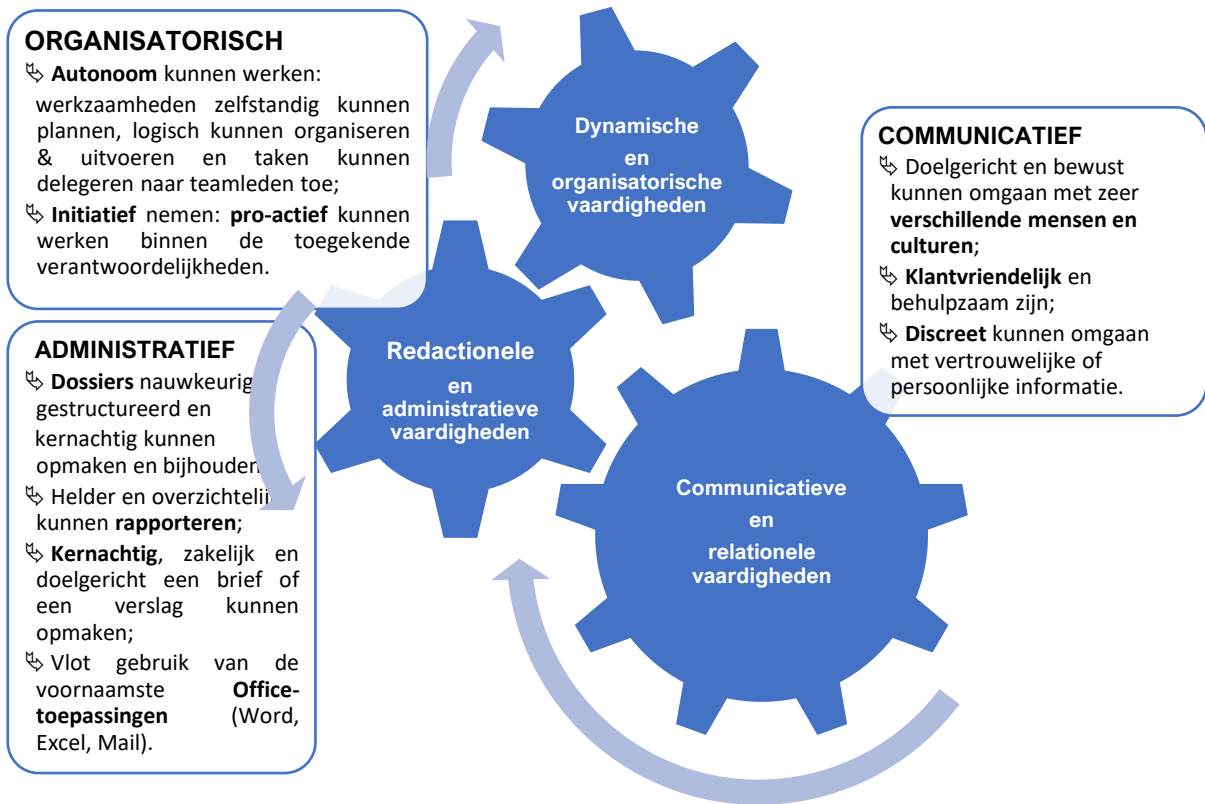 ORGANISATORISCH
Autonoom kunnen werken:
werkzaamheden zelfstandig kunnen
plannen, logisch kunnen organiseren
& uitvoeren en taken kunnen
delegeren naar teamleden toe;
Initiatief nemen: pro-actief kunnen
werken binnen de toegekende
verantwoordelijkheden.
ADMINISTRATIEF
Dossiers nauwkeurig
gestructureerd en
kernachtig kunnen
opmaken en bijhouden
Helder en overzichtelij
kunnen rapporteren;
Kernachtig, zakelijk en
doelgericht een brief of
een verslag kunnen
opmaken;
Vlot gebruik van de
voornaamste Office-
toepassingen (Word,
Excel, Mail).
Dynamische
en
organisatorische
vaardigheden
Redactionele
en
administratieve
vaardigheden
Communicatieve
en
relationele
vaardigheden
COMMUNICATIEF
Doelgericht en bewust
kunnen omgaan met zeer
verschillende mensen en
culturen;
Klantvriendelijk en
behulpzaam zijn;
Discreet kunnen omgaan
met vertrouwelijke of
persoonlijke informatie.